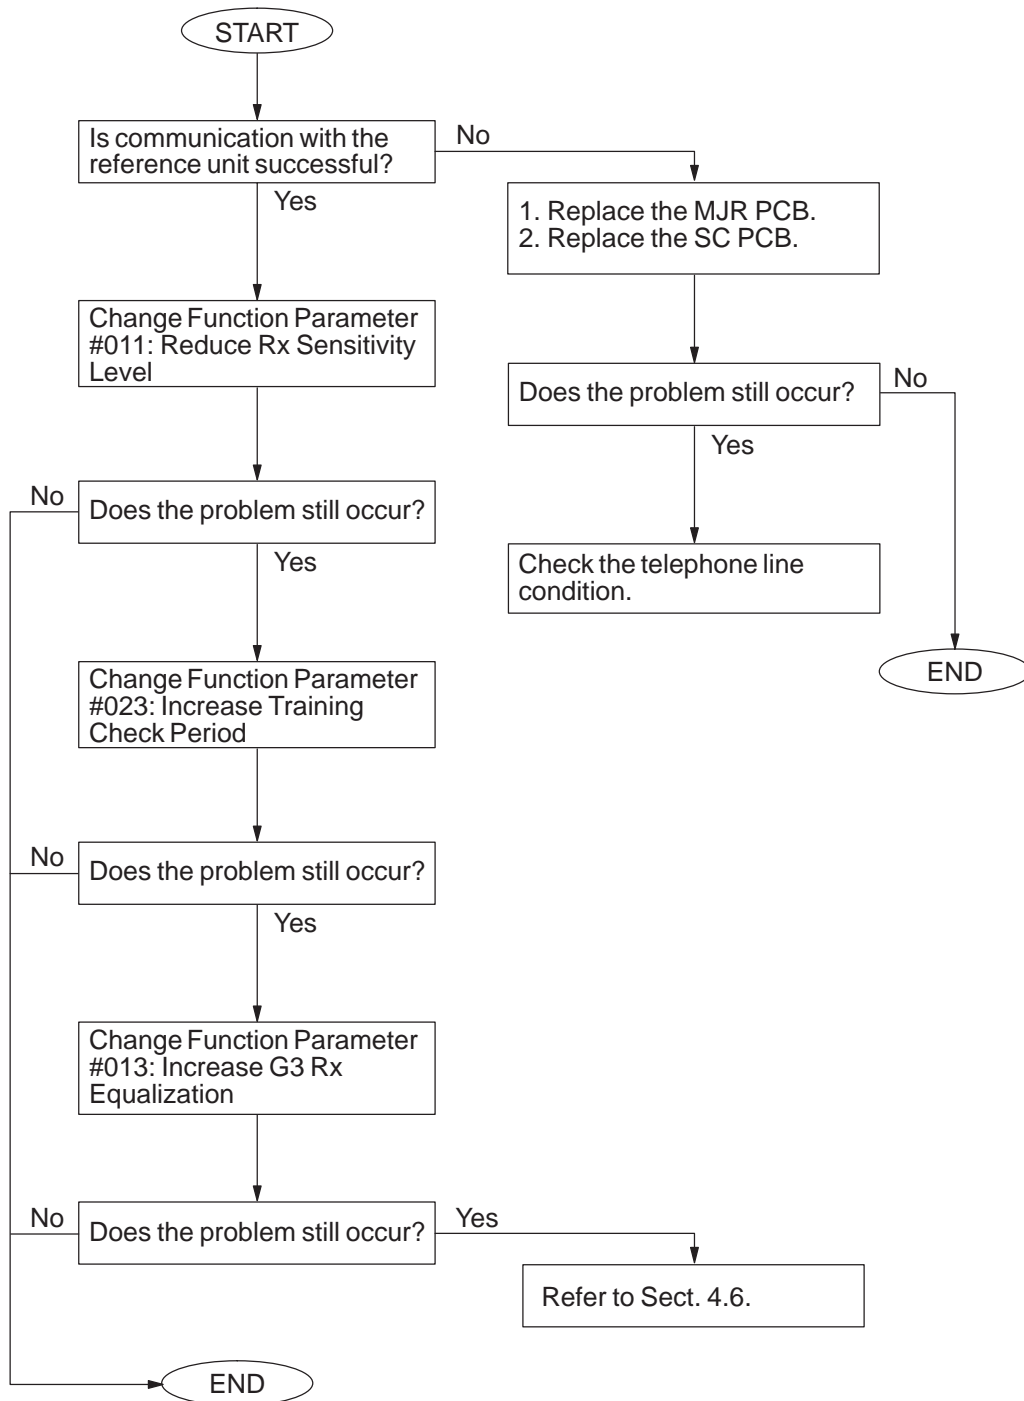 START
Is communication with the
reference unit successful?
No
Yes
1. Replace the MJR PCB.
2. Replace the SC PCB.
Change Function Parameter
#011: Reduce Rx Sensitivity
Level
Does the problem still occur?
No
Yes
No
Does the problem still occur?
Yes
Check the telephone line
condition.
END
Change Function Parameter
#023: Increase Training
Check Period
No
Does the problem still occur?
Yes
Change Function Parameter
#013: Increase G3 Rx
Equalization
No
Does the problem still occur?
Yes
Refer to Sect. 4.6.
END